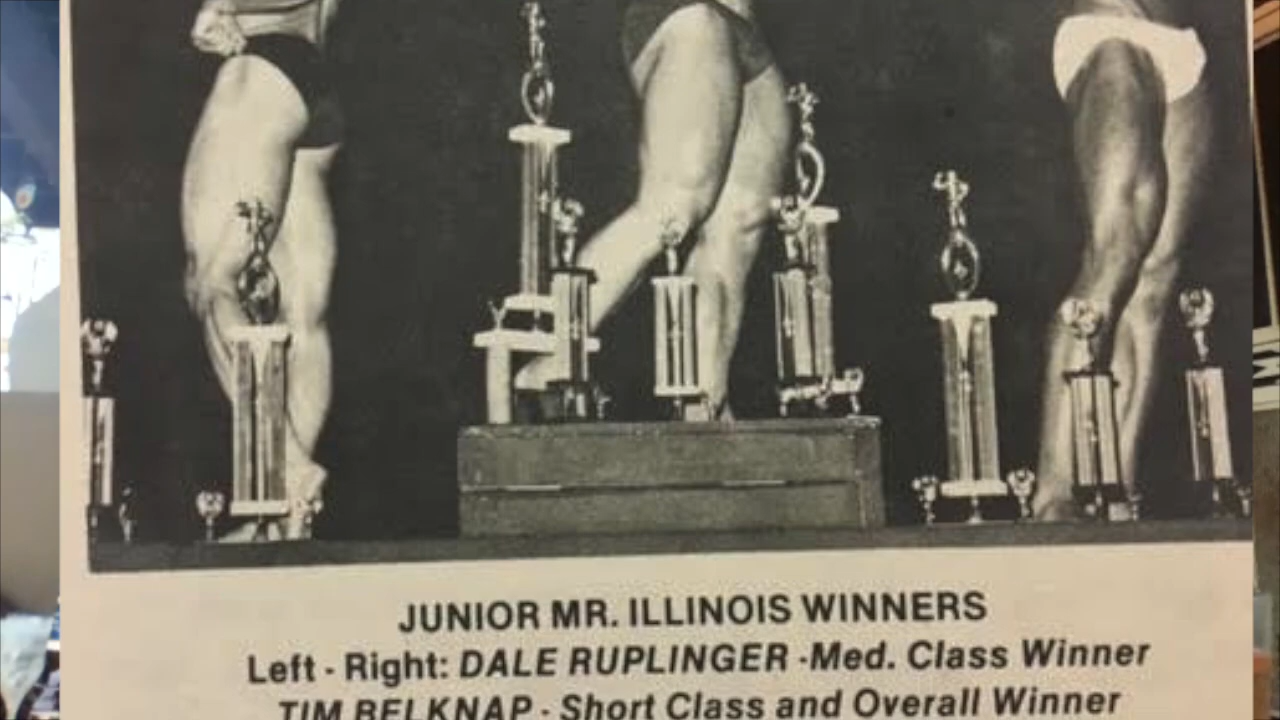 JUNIOR MR. ILLINOIS WINNERS
Left - Right: DALE RUPLINGER -Med. Class Winner
TIM BELKNAP - Short Class and Overall Winner